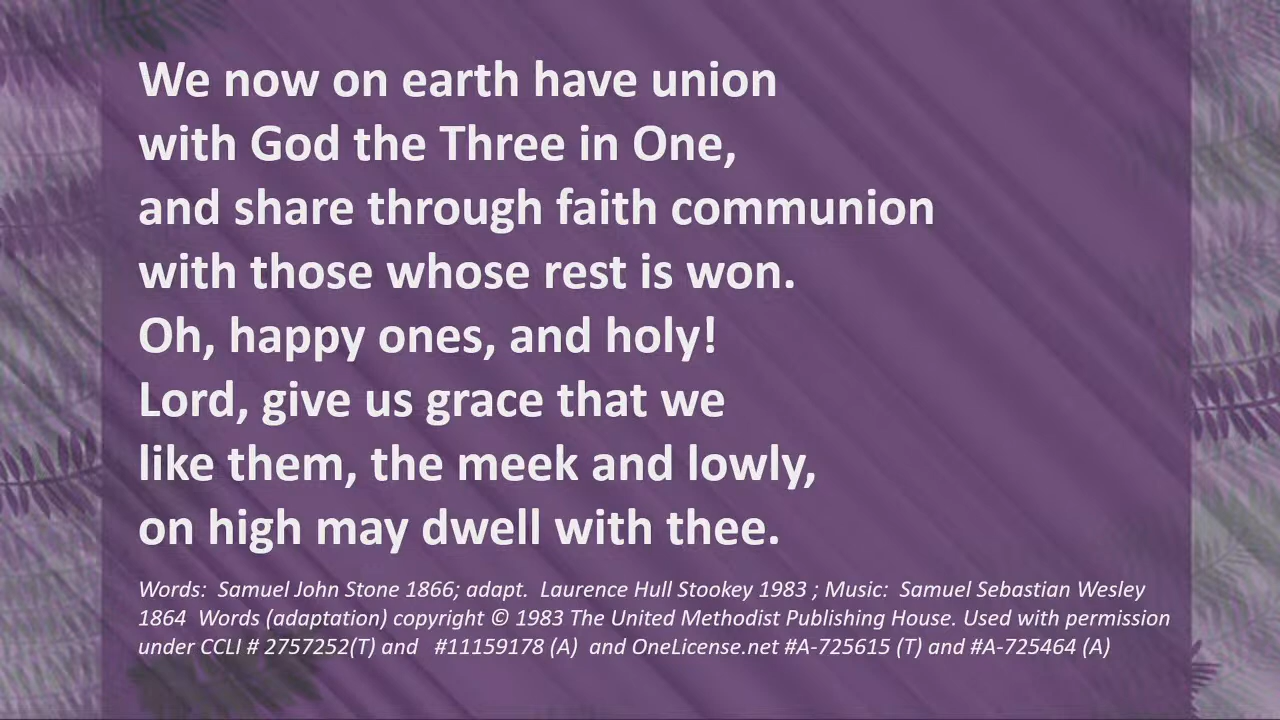 We now on earth have union
with God the Three in One,
and share through faith communion
with those whose rest is won.
Oh, happy ones, and holy!
Lord, give us grace that we
like them, the meek and lowly,
on high may dwell with thee.
Words:  Samuel John Stone 1866; adapt.  Laurence Hull Stookey 1983 ; Music:  Samuel Sebastian Wesley
1864  Words (adaptation) copyright © 1983 The United Methodist Publishing House. Used with permission
under CCLI # 2757252(T) and   #11159178 (A)  and OneLicense.net #A-725615 (T) and #A-725464 (A)